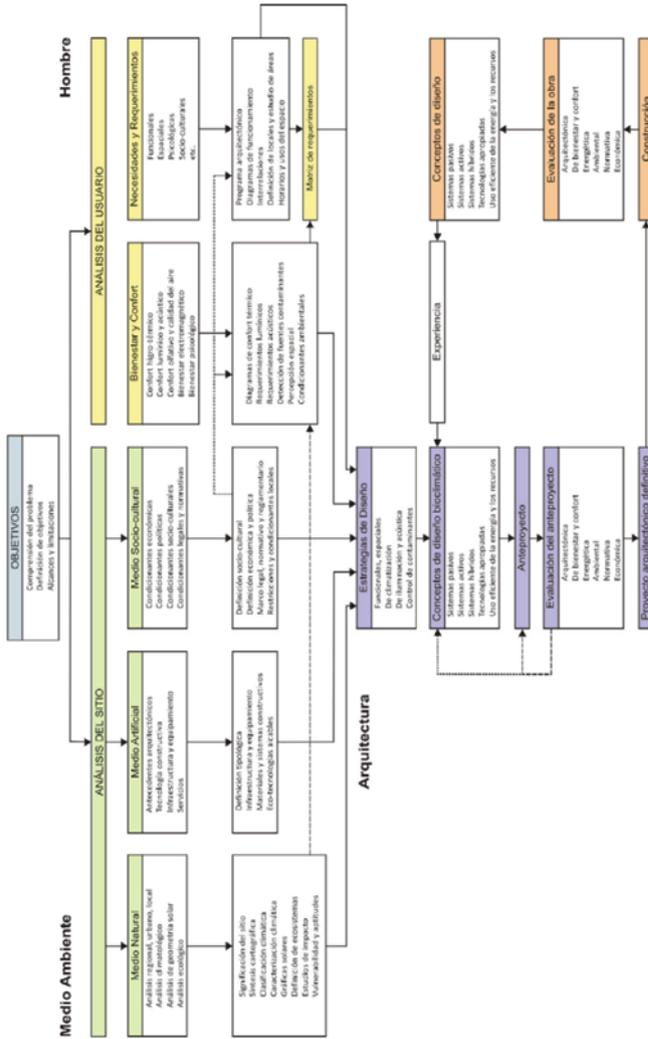 OBJETIVOS
Comprensión del problema
Definición de objetivos
Alcances y limitaciones
Medio Ambiente
Hombre
ANÁLISIS DEL SITIO
ANÁLISIS DEL USUARIO
Medio Natural
Análisis regional, urbano, local
Análisis climatológico
Análisis de geometría solar
Análisis ecológico
Medio Artificial
Antecedentes arquitectónicos
Tecnología constructiva
Infraestructura y equipamiento
Servicios
Medio Socio-cultural
Condicionantes económicas
Condicionantes políticas
Condicionantes socio-culturales
Condicionantes legales y normativas
Bienestar y Confort
Confort higro térmico
Confort lumínico y acústico
Confort olfativo y calidad del aire
Bienestar electromagnético
Bienestar psicológico
Necesidades y Requerimientos
Funcionales
Espaciales
Psicológicas
Socio-culturales
etc.
Significación del sitio
Síntesis cartográfica
Clasificación climática
Caracterización climática
Gráficas solares
Definición de ecosistemas
Estudios de impacto
Vulnerabilidad y aptitudes
Definición tipológica
Infraestructura y equipamiento
Materiales y sistemas constructivos
Eco-tecnologías
Definición socio-cultural
Definición económica y política
Marco legal, normativo y reglamentario
Restricciones y condicionantes locales
Diagramas de confort térmico
Requerimientos lumínicos
Requerimientos acústicos
Detección de fuentes contaminantes
Percepción espacial
Condicionantes ambientales
Programa arquitectónico
Diagramas de funcionamiento
Interrelaciones
Definición de locales y estudio de áreas
Horarios y usos del espacio
Matriz de requerimientos
Arquitectura
Estrategias de Diseño
Funcionales, espaciales
De climatización
De iluminación y acústica
Control de contaminantes
Conceptos de diseño bioclimático
Sistemas pasivos
Sistemas activos
Sistemas híbridos
Tecnologías apropiadas
Uso eficiente de la energía y los recursos
Experiencia
Conceptos de diseño
Sistemas pasivos
Sistemas activos
Sistemas híbridos
Tecnologías apropiadas
Uso eficiente de la energía y los recursos
Anteproyecto
Evaluación del anteproyecto
Arquitectónica
De bienestar y confort
Energética
Ambiental
Normativa
Económica
Evaluación de la obra
Arquitectónica
De bienestar y confort
Energética
Ambiental
Normativa
Económica
Proyecto arquitectónico definitivo
Construcción